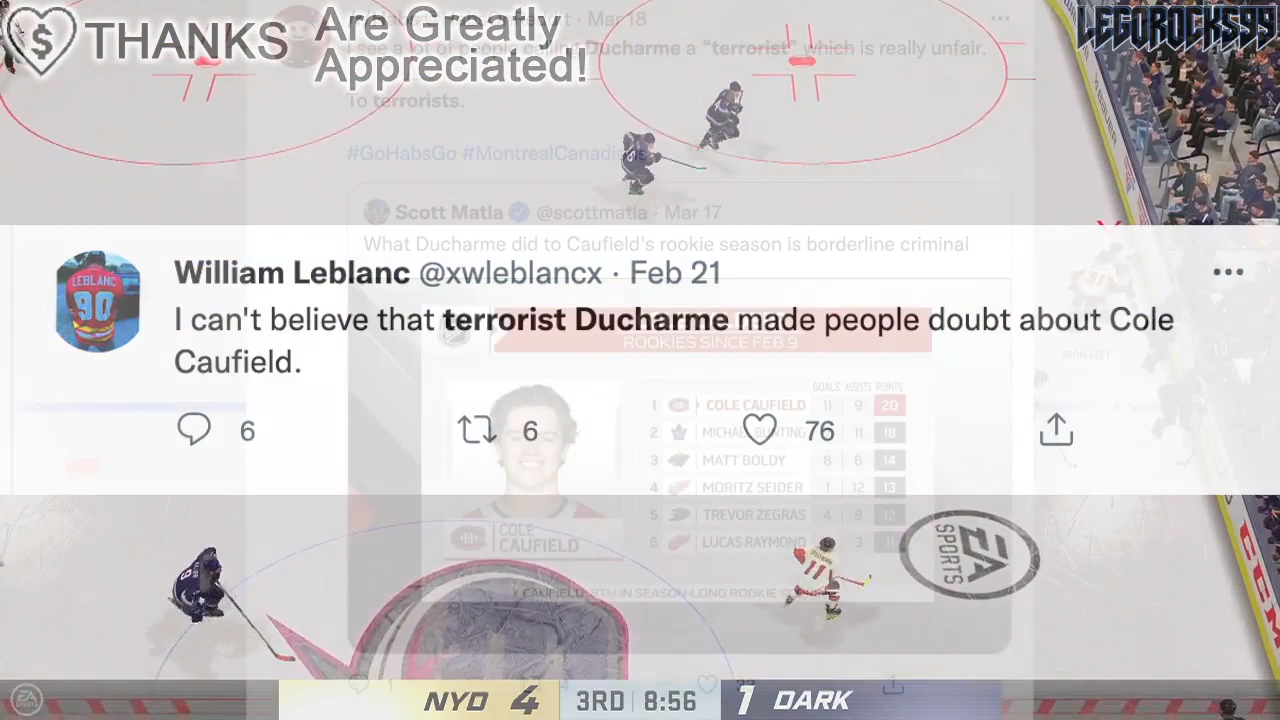 THANKS
Are Greatly
Appreciated!
LEGOROCKS99
Mar 18
I see a lot of people calling Ducharme a “terrorist” which is really unfair.
To terrorists.
#GoHabsGo #MontrealCanadiens
Scott Matla @scottmatla · Mar 17
What Ducharme did to Caufield's rookie season is borderline criminal
William Leblanc @xwleblancx · Feb 21
I can't believe that terrorist Ducharme made people doubt about Cole
Caufield.
LEBLANC
90
ROOKIES SINCE FEB 9
GOALS ASSISTS POINTS
1 COLE CAUFIELD 11 9 20
2 MICHAEL BUNTING 11 18
3 MATT BOLDY 8 6 14
4 MORITZ SEIDER 1 12 13
5 TREVOR ZEGRAS 4 8 12
6 LUCAS RAYMOND 3 11
6 6 76
COLE
CAUFIELD
11
EA
SPORTS
NYD 4 3RD 8:56 1 DARK